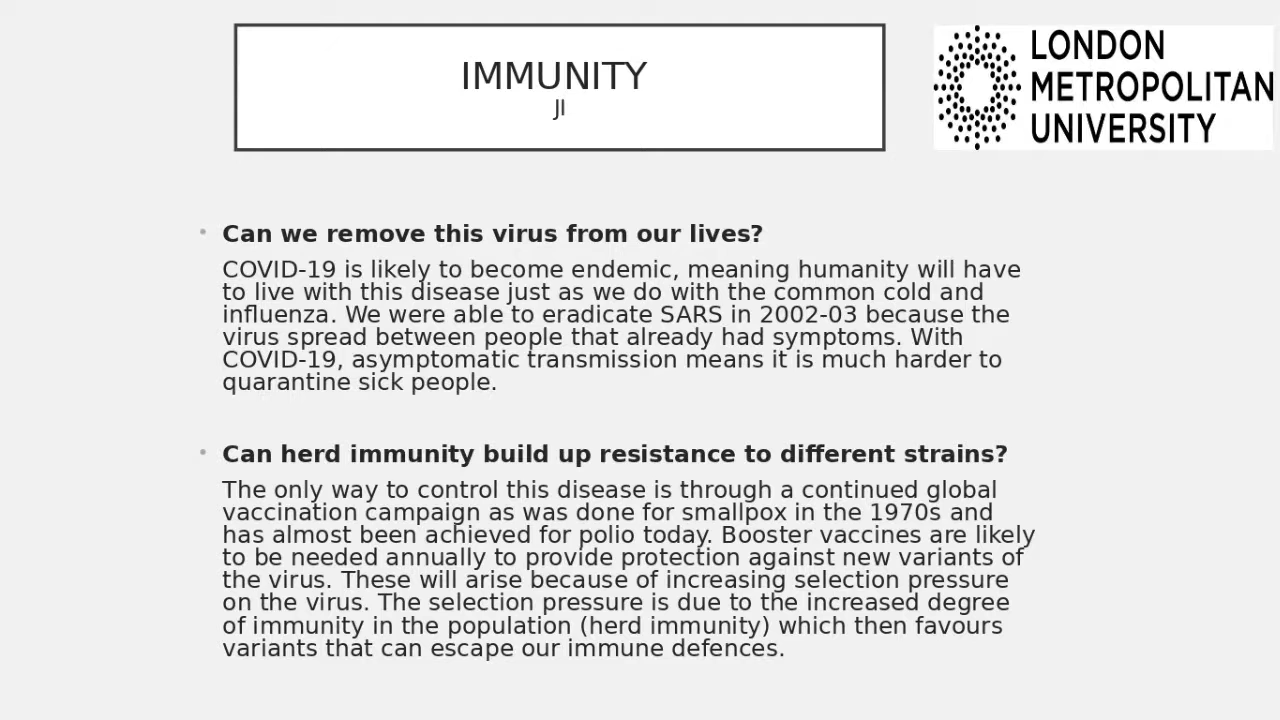 IMMUNITY
JI
LONDON
METROPOLITAN
UNIVERSITY
• Can we remove this virus from our lives?
COVID-19 is likely to become endemic, meaning humanity will have
to live with this disease just as we do with the common cold and
influenza. We were able to eradicate SARS in 2002-03 because the
virus spread between people that already had symptoms. With
COVID-19, asymptomatic transmission means it is much harder to
quarantine sick people.
• Can herd immunity build up resistance to different strains?
The only way to control this disease is through a continued global
vaccination campaign as was done for smallpox in the 1970s and
has almost been achieved for polio today. Booster vaccines are likely
to be needed annually to provide protection against new variants of
the virus. These will arise because of increasing selection pressure
on the virus. The selection pressure is due to the increased degree
of immunity in the population (herd immunity) which then favours
variants that can escape our immune defences.